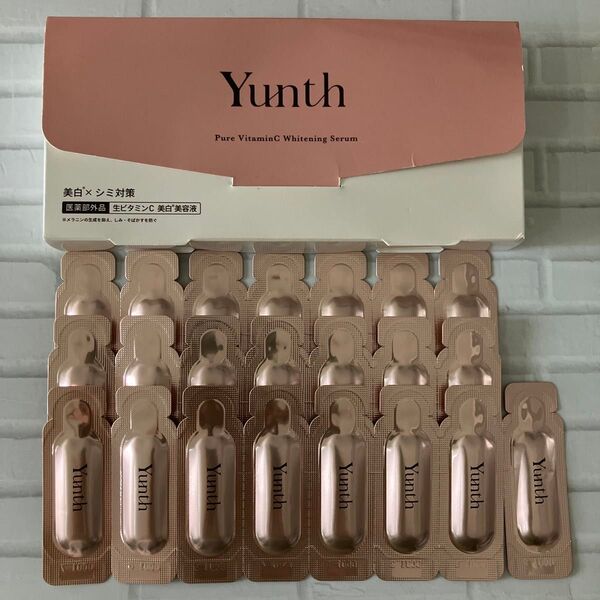 Yunth
Pure VitaminC Whitening Serum
美白*×シミ対策
医薬部外品 生ビタミンC 美白*美容液
※メラニンの生成を抑え、しみ・そばかすを防ぐ
Yunth
Yunth
Yunth
Yunth
Yunth
Yunth
Yunth
Yunth